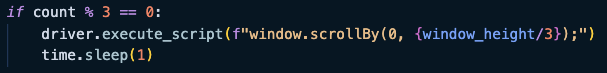 if count % 3 == 0:
    driver.execute_script(f"window.scrollBy(0, {window_height/3});")
    time.sleep(1)